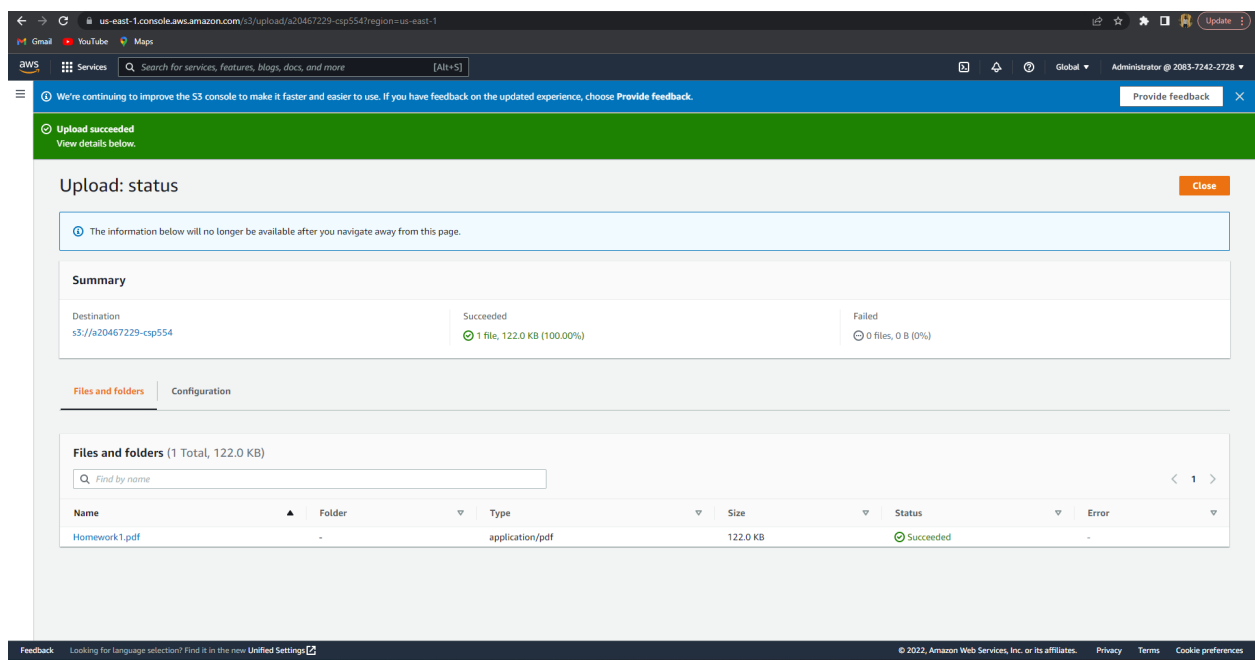 us-east-1.console.aws.amazon.com/s3/upload/a20467229-csp554?region=us-east-1
Update
Gmail YouTube Maps
aws Services Search for services, features, blogs, docs, and more [Alt+S] Global Administrator @ 2083-7242-2728
We're continuing to improve the S3 console to make it faster and easier to use. If you have feedback on the updated experience, choose Provide feedback. Provide feedback
Upload succeeded
View details below.
Upload: status Close
The information below will no longer be available after you navigate away from this page.
Summary
Destination Succeeded Failed
s3://a20467229-csp554 1 file, 122.0 KB (100.00%) 0 files, 0 B (0%)
Files and folders Configuration
Files and folders (1 Total, 122.0 KB)
Find by name 1
Name Folder Type Size Status Error
Homework1.pdf - application/pdf 122.0 KB Succeeded -
Feedback Looking for language selection? Find it in the new Unified Settings © 2022, Amazon Web Services, Inc. or its affiliates. Privacy Terms Cookie preferences